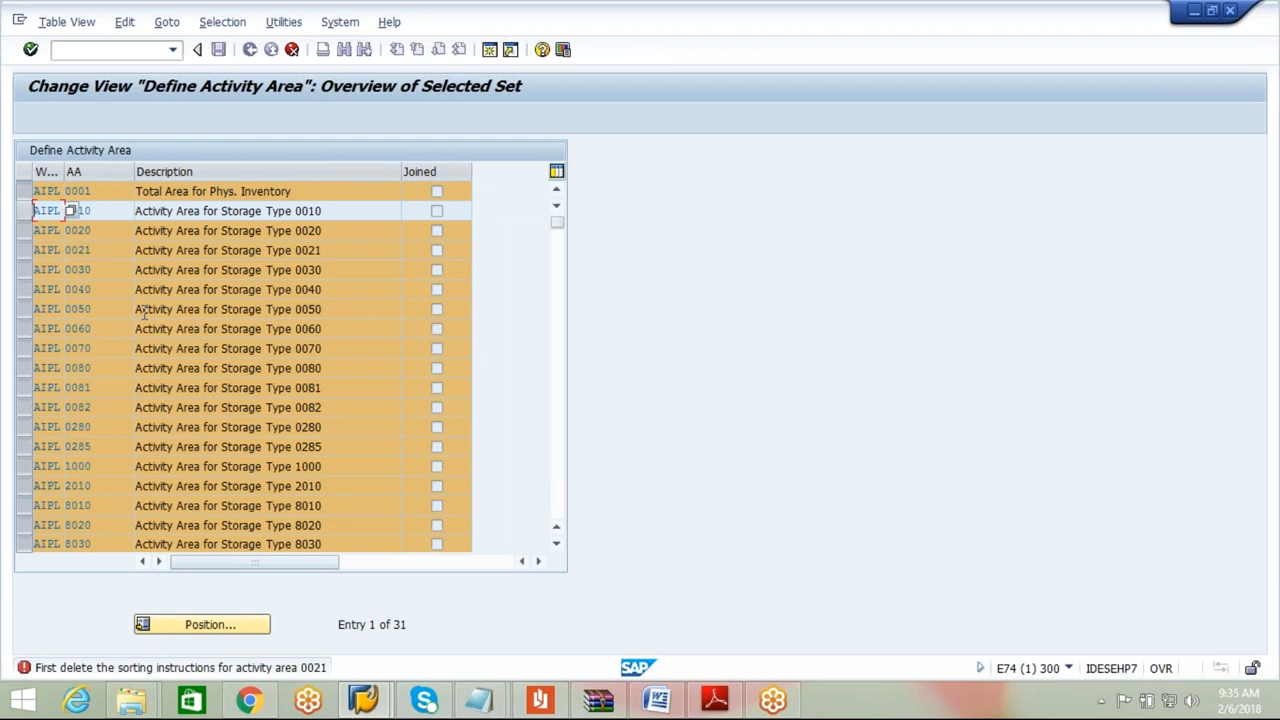 Table View Edit Goto Selection Utilities System Help
Change View "Define Activity Area": Overview of Selected Set
Define Activity Area
W... AA Description Joined
AIPL 0001 Total Area for Phys. Inventory
AIPL 10 Activity Area for Storage Type 0010
AIPL 0020 Activity Area for Storage Type 0020
AIPL 0021 Activity Area for Storage Type 0021
AIPL 0030 Activity Area for Storage Type 0030
AIPL 0040 Activity Area for Storage Type 0040
AIPL 0050 Activity Area for Storage Type 0050
AIPL 0060 Activity Area for Storage Type 0060
AIPL 0070 Activity Area for Storage Type 0070
AIPL 0080 Activity Area for Storage Type 0080
AIPL 0081 Activity Area for Storage Type 0081
AIPL 0082 Activity Area for Storage Type 0082
AIPL 0280 Activity Area for Storage Type 0280
AIPL 0285 Activity Area for Storage Type 0285
AIPL 1000 Activity Area for Storage Type 1000
AIPL 2010 Activity Area for Storage Type 2010
AIPL 8010 Activity Area for Storage Type 8010
AIPL 8020 Activity Area for Storage Type 8020
AIPL 8030 Activity Area for Storage Type 8030
Position... Entry 1 of 31
First delete the sorting instructions for activity area 0021 SAP E74 (1) 300 IDESEHP7 OVR
9:35 AM
2/6/2018